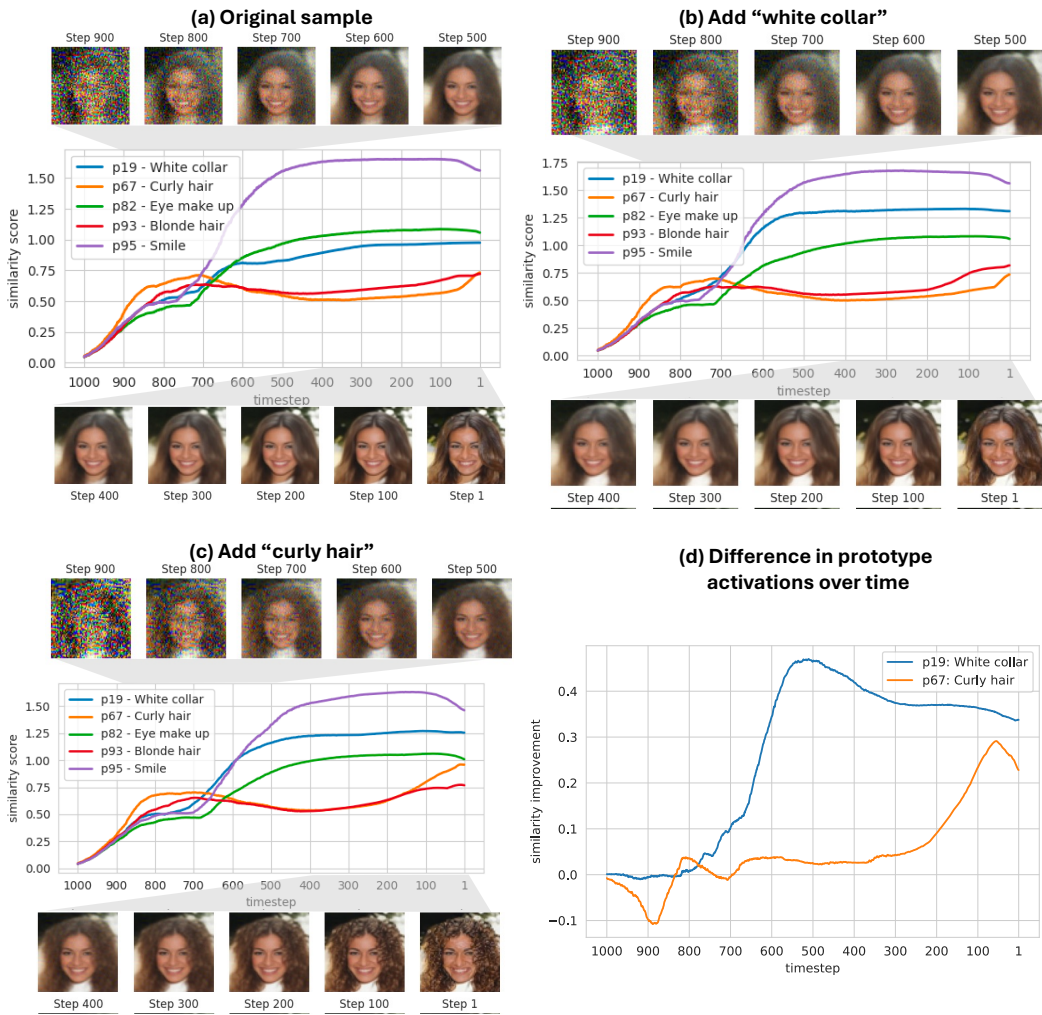 (a) Original sample
Step 900 Step 800 Step 700 Step 600 Step 500
similarity score
1.50
1.25
1.00
0.75
0.50
0.25
0.00
p19 - White collar
p67 - Curly hair
p82 - Eye make up
p93 - Blonde hair
p95 - Smile
1000 900 800 700 600 500 400 300 200 100 1
timestep
Step 400 Step 300 Step 200 Step 100 Step 1
(b) Add “white collar”
Step 900 Step 800 Step 700 Step 600 Step 500
similarity score
1.75
1.50
1.25
1.00
0.75
0.50
0.25
0.00
p19 - White collar
p67 - Curly hair
p82 - Eye make up
p93 - Blonde hair
p95 - Smile
1000 900 800 700 600 500 400 300 200 100 1
timestep
Step 400 Step 300 Step 200 Step 100 Step 1
(c) Add “curly hair”
Step 900 Step 800 Step 700 Step 600 Step 500
similarity score
1.50
1.25
1.00
0.75
0.50
0.25
0.00
p19 - White collar
p67 - Curly hair
p82 - Eye make up
p93 - Blonde hair
p95 - Smile
1000 900 800 700 600 500 400 300 200 100 1
timestep
Step 400 Step 300 Step 200 Step 100 Step 1
(d) Difference in prototype
activations over time
similarity improvement
0.4
0.3
0.2
0.1
0.0
−0.1
p19: White collar
p67: Curly hair
1000 900 800 700 600 500 400 300 200 100 1
timestep